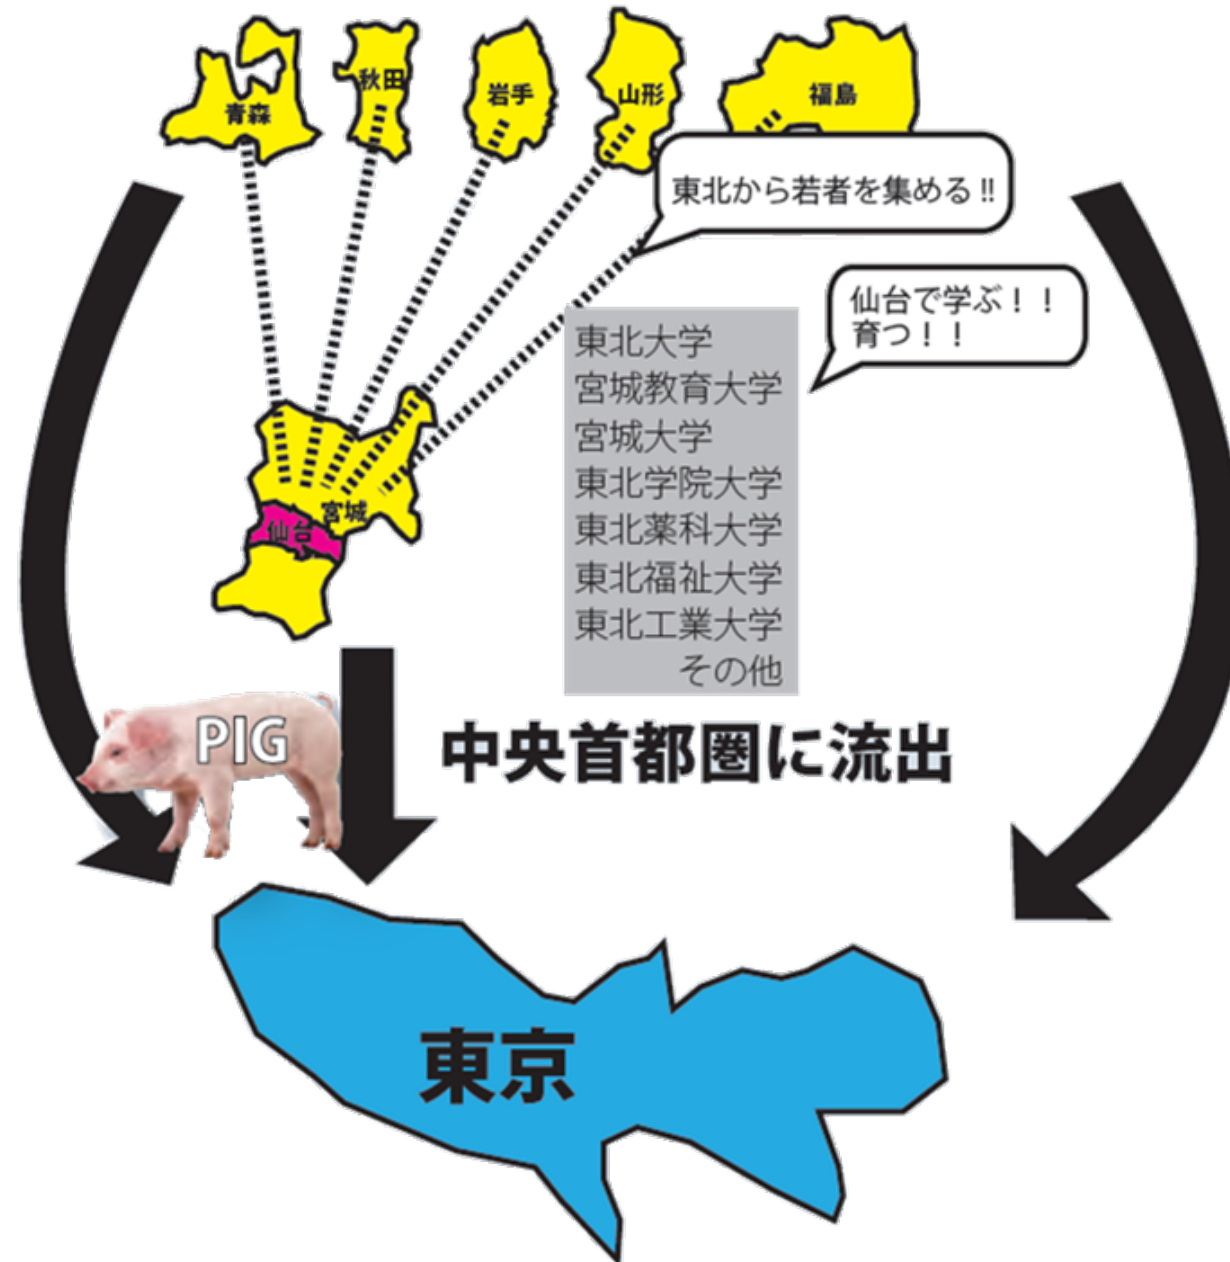 青森
秋田
岩手
山形
福島
東北から若者を集める!!
仙台で学ぶ!!
育つ!!
東北大学
宮城教育大学
宮城大学
東北学院大学
東北薬科大学
東北福祉大学
東北工業大学
その他
宮城
仙台
PIG
中央首都圏に流出
東京